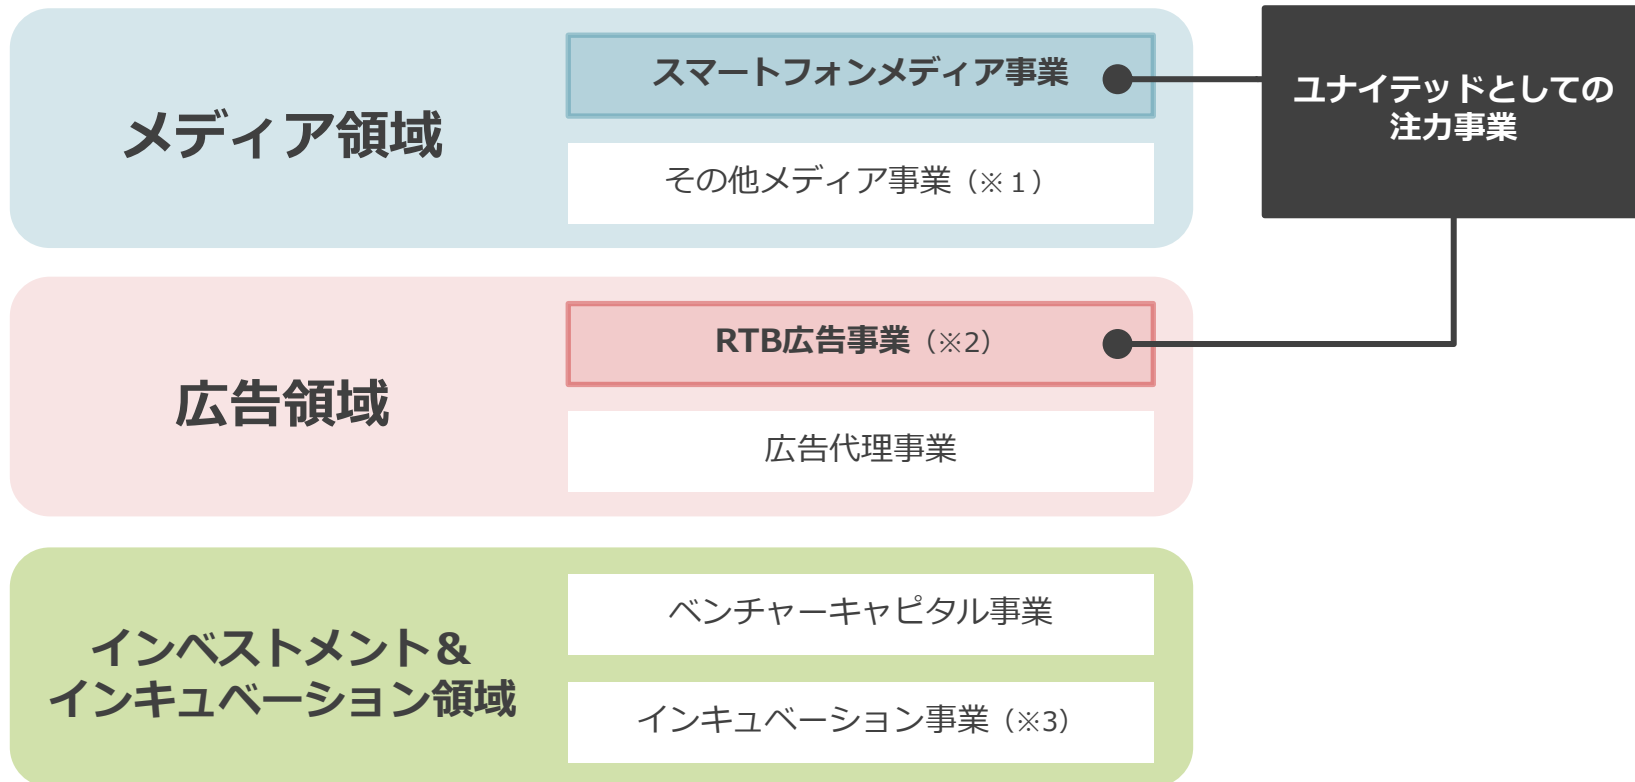 メディア領域
スマートフォンメディア事業
その他メディア事業（※１）
ユナイテッドとしての
注力事業
広告領域
RTB広告事業（※2）
広告代理事業
インベストメント＆
インキュベーション領域
ベンチャーキャピタル事業
インキュベーション事業（※3）